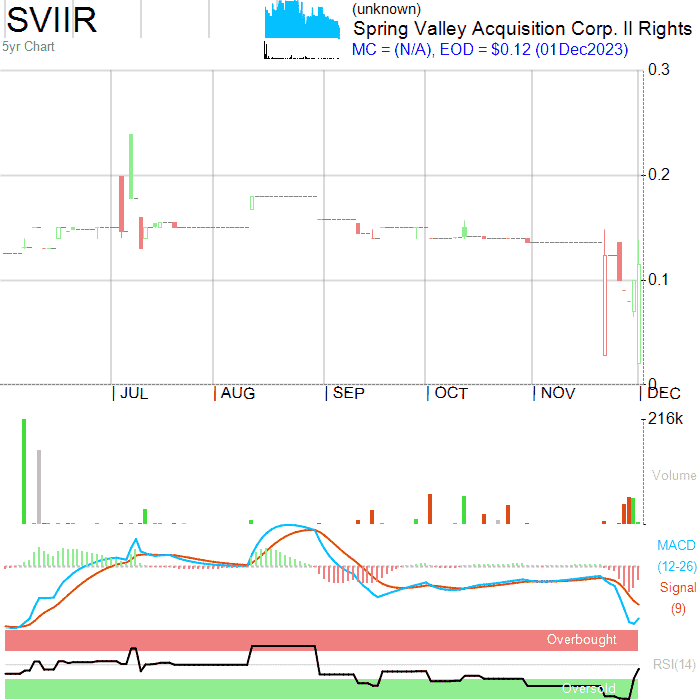 SVIIR
5yr Chart
(unknown)
Spring Valley Acquisition Corp. II Rights
MC = (N/A), EOD = $0.12 (01Dec2023)
0.3
0.2
0.1
0
JUL
AUG
SEP
OCT
NOV
DEC
216k
Volume
MACD
(12-26)
Signal
(9)
Overbought
RSI(14)
Oversold